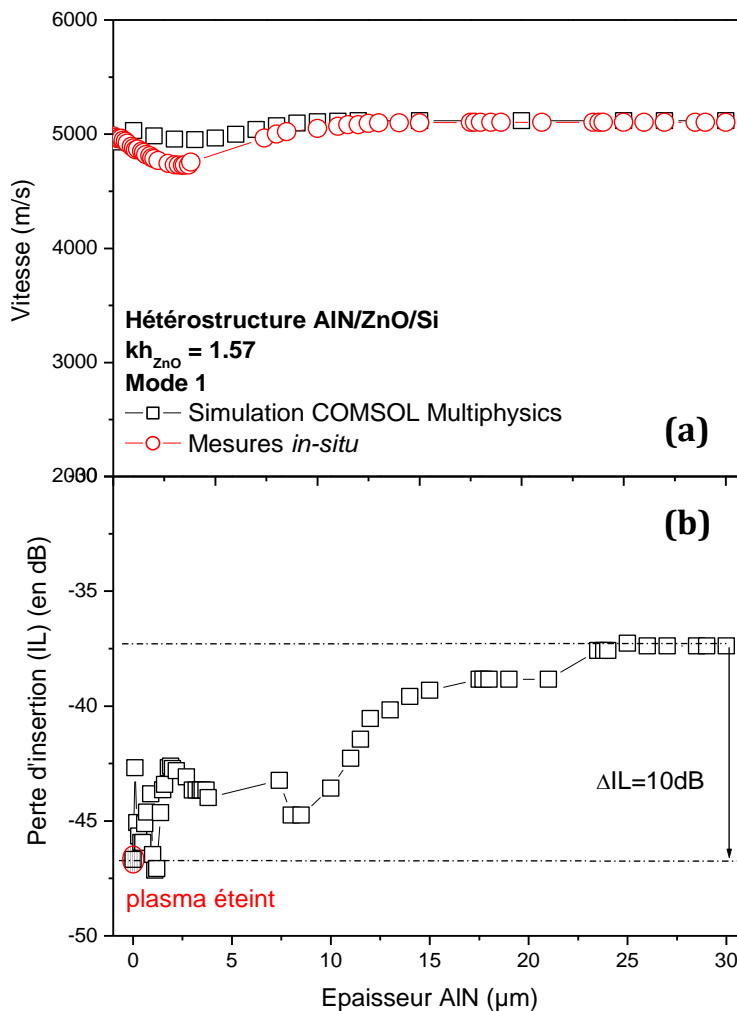 6000
5000
4000
3000
2000
Vitesse (m/s)
Hétérostructure AlN/ZnO/Si
kh_ZnO = 1.57
Mode 1
Simulation COMSOL Multiphysics
Mesures in-situ
(a)
(b)
-35
-40
-45
-50
Perte d'insertion (IL) (en dB)
ΔIL=10dB
plasma éteint
0 5 10 15 20 25 30
Epaisseur AlN (µm)